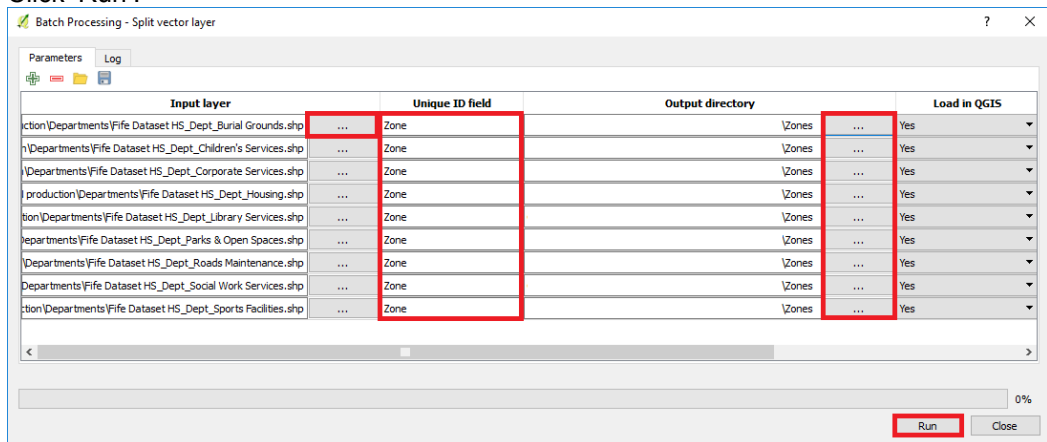 Click 'Run'.
Batch Processing - Split vector layer ? ×
Parameters Log
Input layer Unique ID field Output directory Load in QGIS
ction\Departments\Fife Dataset HS_Dept_Burial Grounds.shp ... Zone \Zones ... Yes
n\Departments\Fife Dataset HS_Dept_Children's Services.shp ... Zone \Zones ... Yes
\Departments\Fife Dataset HS_Dept_Corporate Services.shp ... Zone \Zones ... Yes
l production\Departments\Fife Dataset HS_Dept_Housing.shp ... Zone \Zones ... Yes
tion\Departments\Fife Dataset HS_Dept_Library Services.shp ... Zone \Zones ... Yes
Departments\Fife Dataset HS_Dept_Parks & Open Spaces.shp ... Zone \Zones ... Yes
\Departments\Fife Dataset HS_Dept_Roads Maintenance.shp ... Zone \Zones ... Yes
Departments\Fife Dataset HS_Dept_Social Work Services.shp ... Zone \Zones ... Yes
ction\Departments\Fife Dataset HS_Dept_Sports Facilities.shp ... Zone \Zones ... Yes
0%
Run Close